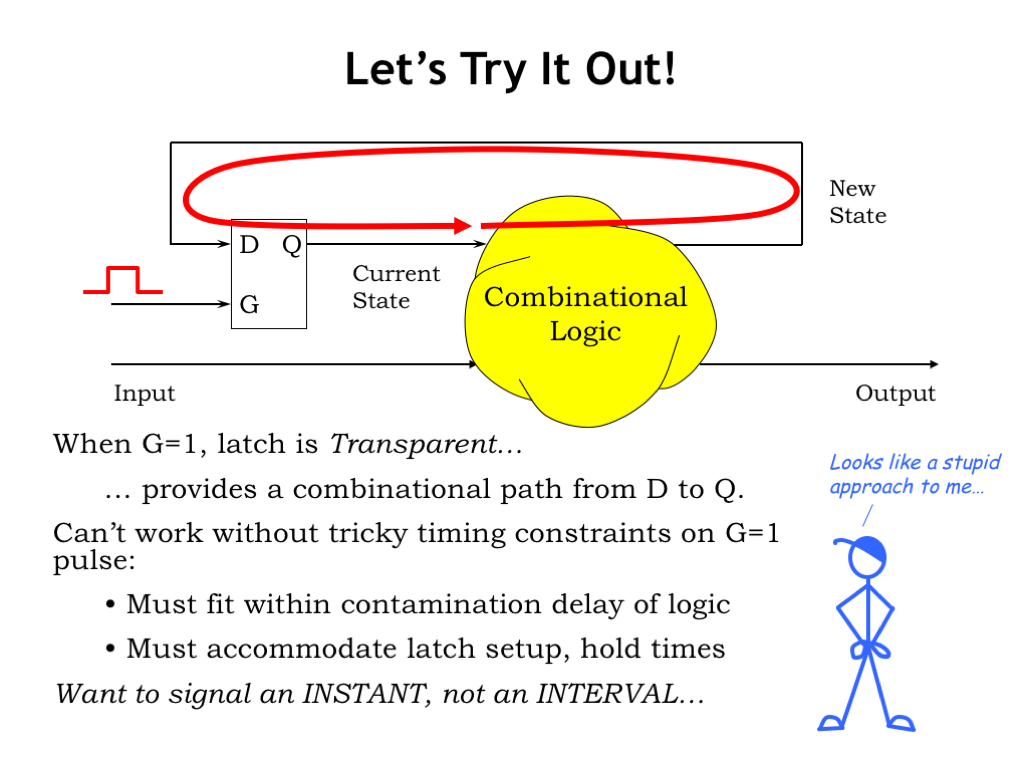 Let's Try It Out!
New
State
D Q
Current
State
G
Combinational
Logic
Input
Output
When G=1, latch is Transparent…
… provides a combinational path from D to Q.
Can't work without tricky timing constraints on G=1
pulse:
• Must fit within contamination delay of logic
• Must accommodate latch setup, hold times
Want to signal an INSTANT, not an INTERVAL…
Looks like a stupid
approach to me…